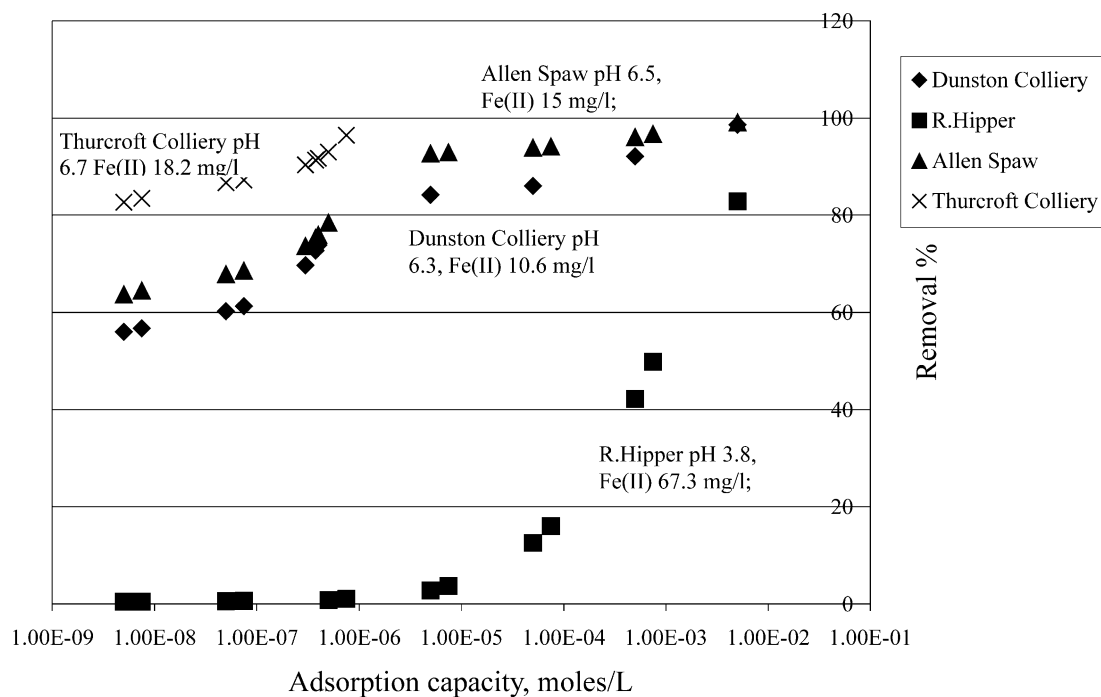 120
Allen Spaw pH 6.5,
Fe(II) 15 mg/l;
Thurcroft Colliery pH
6.7 Fe(II) 18.2 mg/l
100
80
Dunston Colliery pH
6.3, Fe(II) 10.6 mg/l
60
40
R.Hipper pH 3.8,
Fe(II) 67.3 mg/l;
20
0
1.00E-09 1.00E-08 1.00E-07 1.00E-06 1.00E-05 1.00E-04 1.00E-03 1.00E-02 1.00E-01
Adsorption capacity, moles/L
Removal %
Dunston Colliery
R.Hipper
Allen Spaw
Thurcroft Colliery